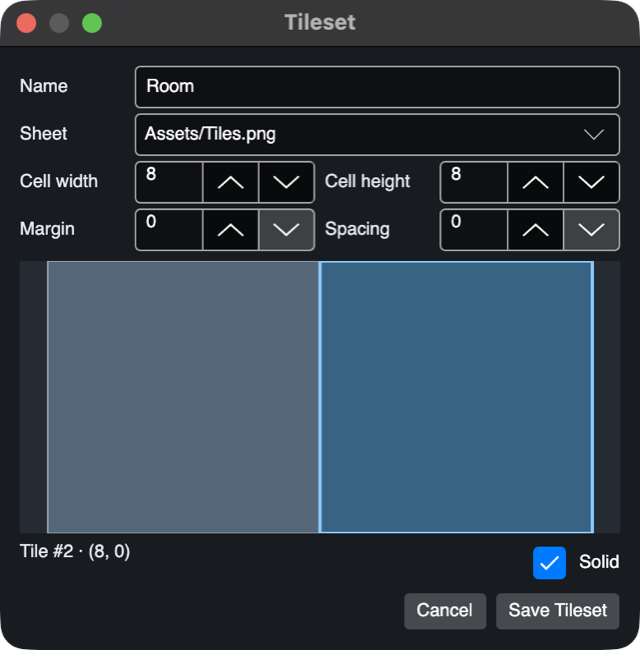 Tileset
Name Room
Sheet Assets/Tiles.png
Cell width 8 Cell height 8
Margin 0 Spacing 0
Tile #2 · (8, 0)
Solid
Cancel Save Tileset